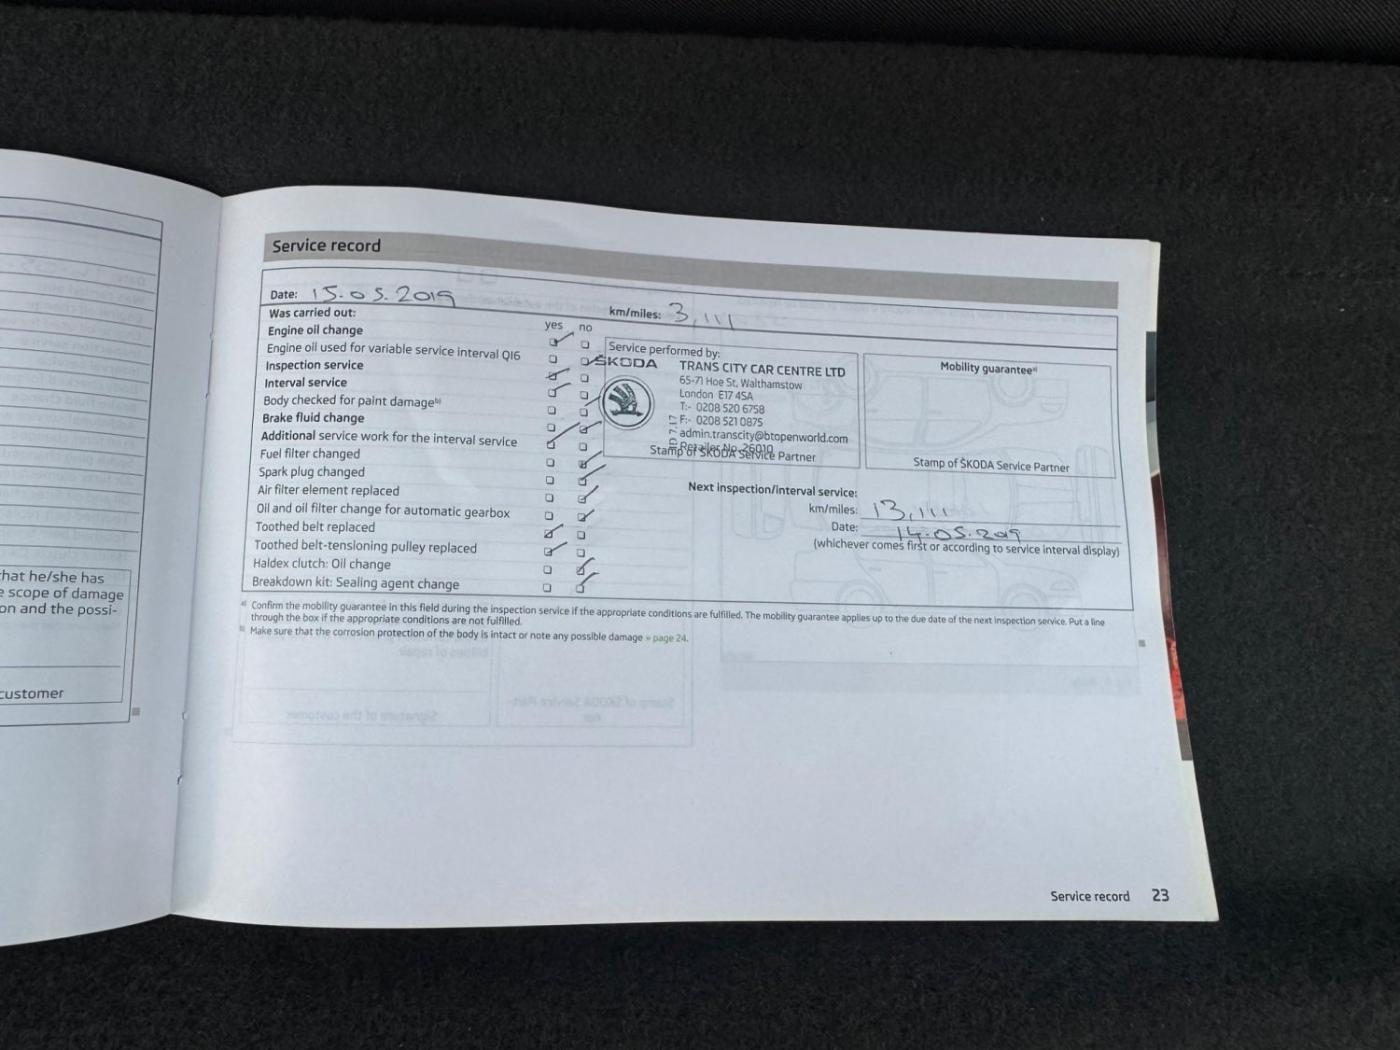 hat he/she has
e scope of damage
on and the possi-
customer
Service record
Date: 15.05.2019
km/miles: 3,111
Was carried out:
yes no
Engine oil change
Engine oil used for variable service interval QI6
Inspection service
Interval service
Body checked for paint damageb)
Brake fluid change
Additional service work for the interval service
Fuel filter changed
Spark plug changed
Air filter element replaced
Oil and oil filter change for automatic gearbox
Toothed belt replaced
Toothed belt-tensioning pulley replaced
Haldex clutch: Oil change
Breakdown kit: Sealing agent change
Service performed by:
ŠKODA
TRANS CITY CAR CENTRE LTD
65-71 Hoe St, Walthamstow
London E17 4SA
T:- 0208 520 6758
F:- 0208 521 0875
admin.transcity@btopenworld.com
Retailer No. 26010
Stamp of ŠKODA Service Partner
Mobility guaranteea)
Stamp of ŠKODA Service Partner
Next inspection/interval service:
km/miles: 13,111
Date: 14.05.2019
(whichever comes first or according to service interval display)
a) Confirm the mobility guarantee in this field during the inspection service if the appropriate conditions are fulfilled. The mobility guarantee applies up to the due date of the next inspection service. Put a line
through the box if the appropriate conditions are not fulfilled.
b) Make sure that the corrosion protection of the body is intact or note any possible damage » page 24.
Service record 23